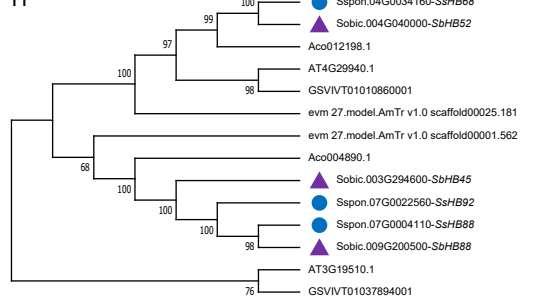 100
Sspon.04G0034160-SsHB68
99
Sobic.004G040000-SbHB52
97
Aco012198.1
AT4G29940.1
100
98
GSVIVT01010860001
evm 27.model.AmTr v1.0 scaffold00025.181
evm 27.model.AmTr v1.0 scaffold00001.562
68
Aco004890.1
100
Sobic.003G294600-SbHB45
100
Sspon.07G0022560-SsHB92
100
Sspon.07G0004110-SbHB88
98
Sobic.009G200500-SbHB88
AT3G19510.1
76
GSVIVT01037894001